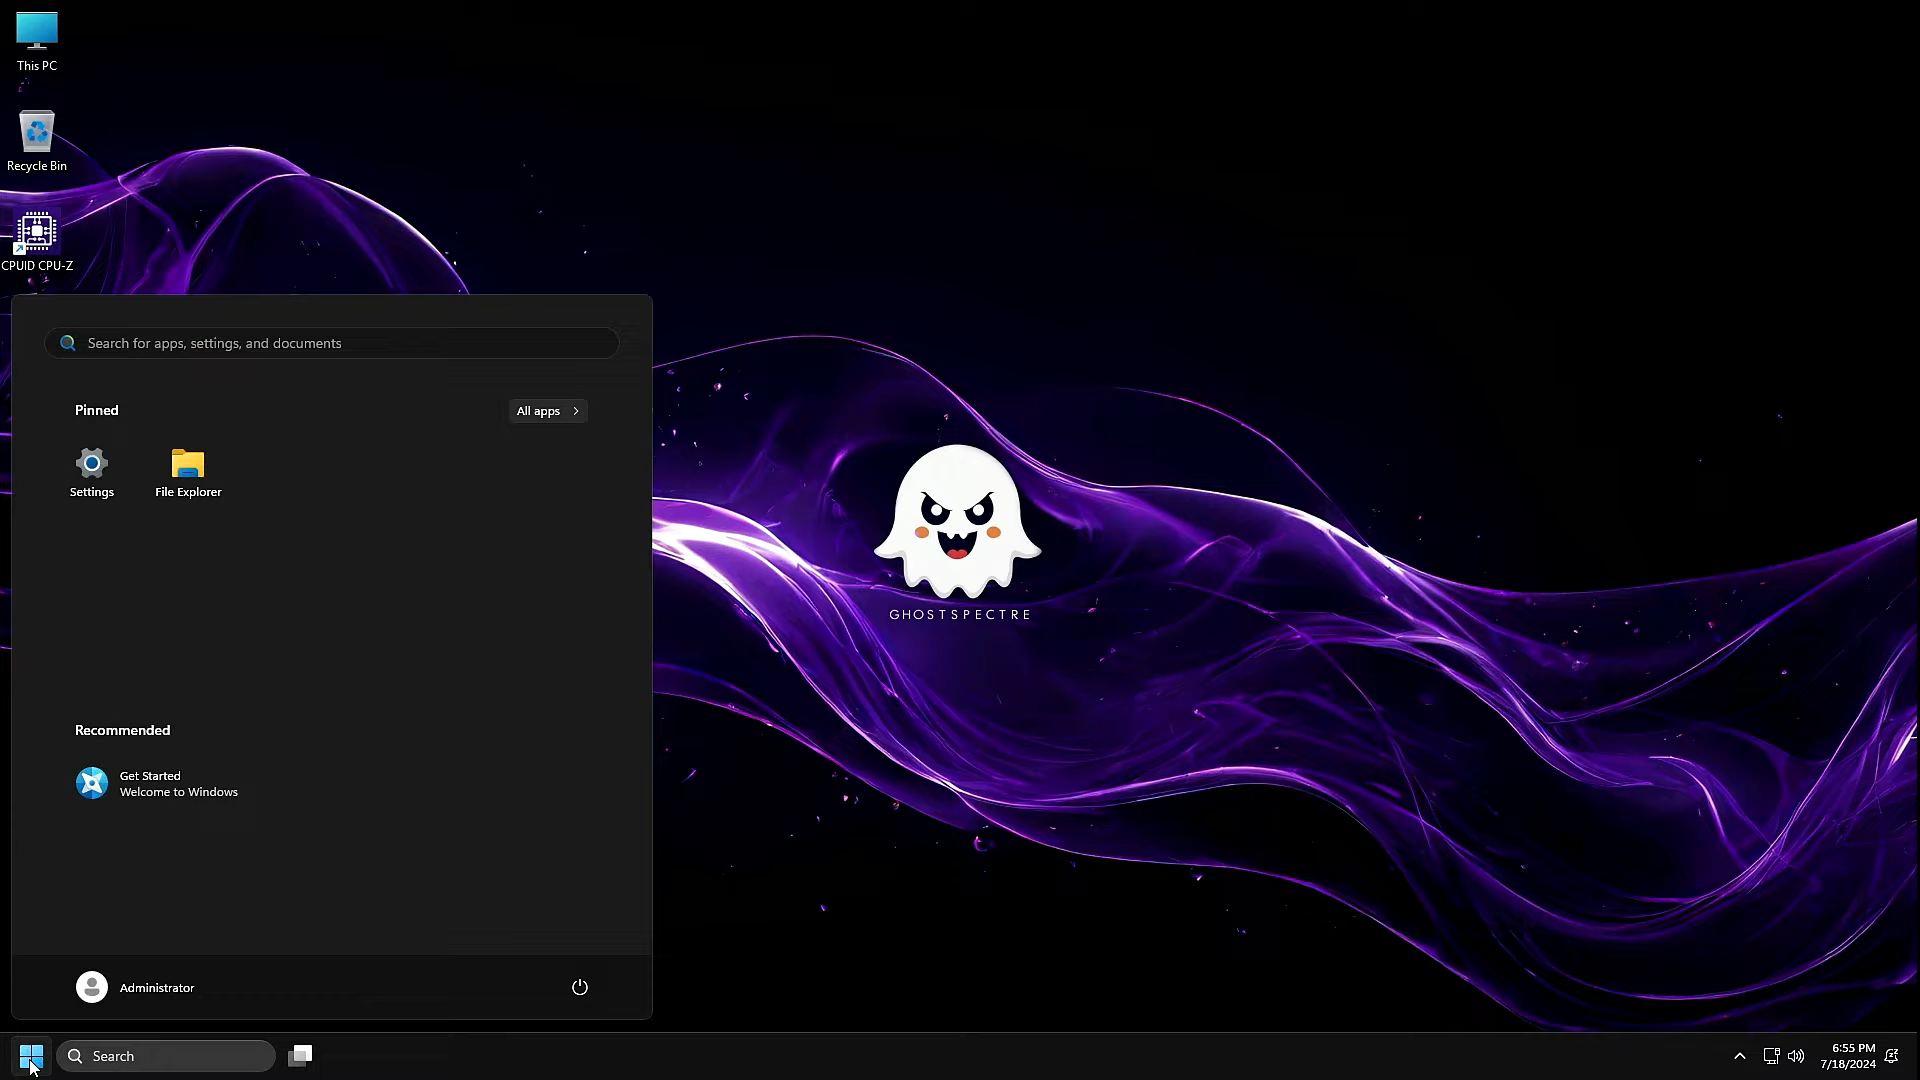 This PC
Recycle Bin
CPUID CPU-Z
Search for apps, settings, and documents
Pinned
All apps
Settings
File Explorer
GHOSTSPECTRE
Recommended
Get Started
Welcome to Windows
Administrator
Search
6:55 PM
7/18/2024